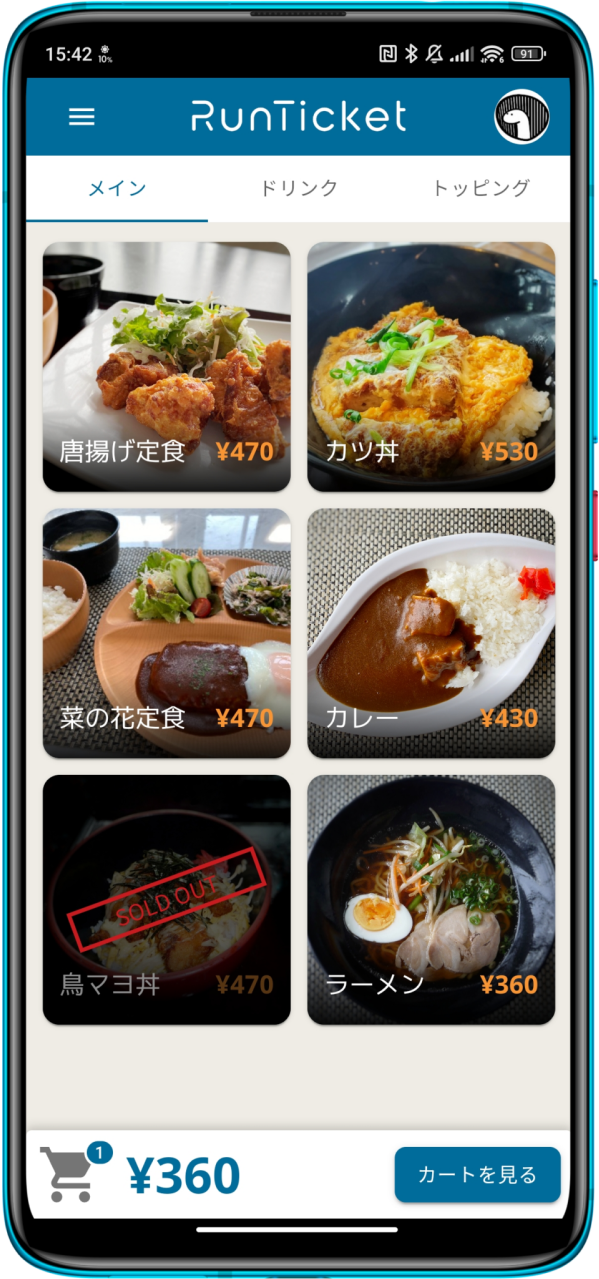 15:42
10%
91
RunTicket
メイン
ドリンク
トッピング
唐揚げ定食 ¥470
カツ丼 ¥530
菜の花定食 ¥470
カレー ¥430
SOLD OUT
鳥マヨ丼 ¥470
ラーメン ¥360
1
¥360
カートを見る